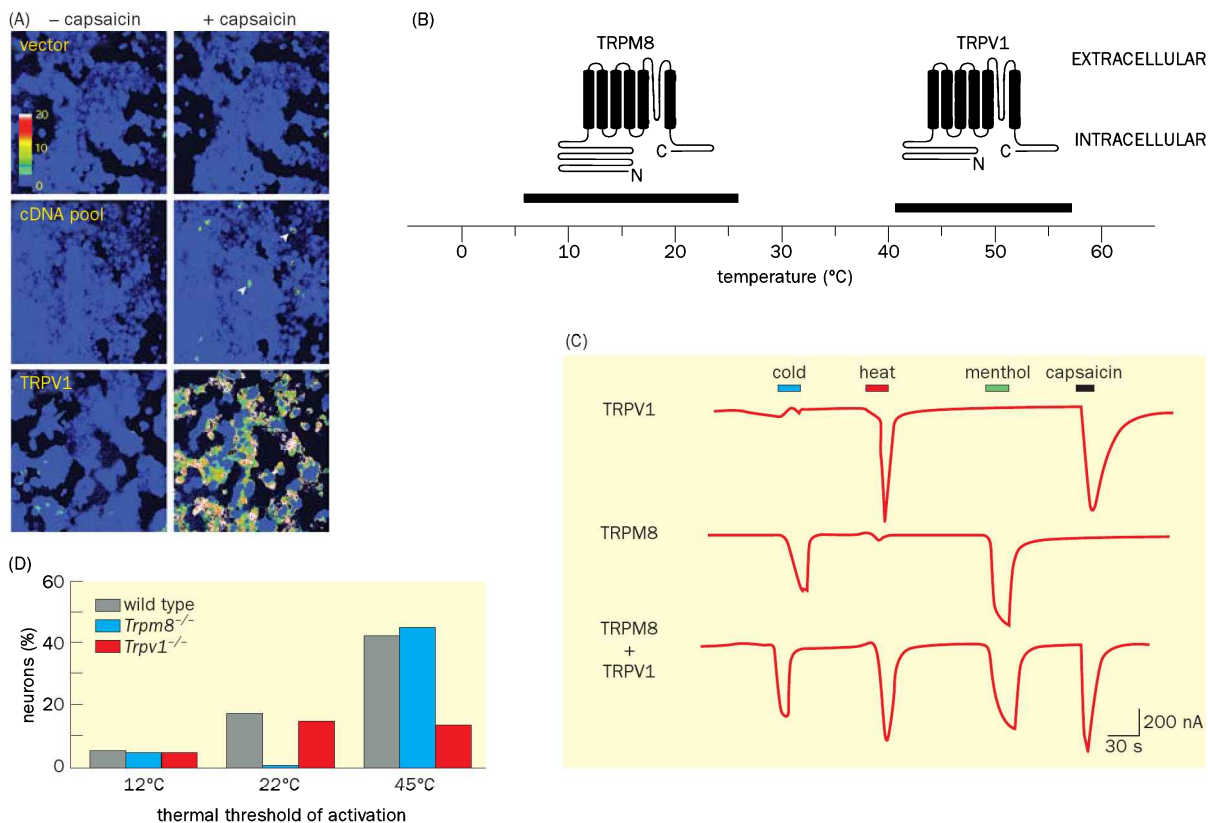 (A)
– capsaicin
+ capsaicin
vector
20
10
0
cDNA pool
TRPV1
(B)
TRPM8
TRPV1
EXTRACELLULAR
INTRACELLULAR
C
N
C
N
0 10 20 30 40 50 60
temperature (°C)
(C)
cold heat menthol capsaicin
TRPV1
TRPM8
TRPM8
+
TRPV1
200 nA
30 s
(D)
60
40
20
0
neurons (%)
wild type
Trpm8–/–
Trpv1–/–
12°C 22°C 45°C
thermal threshold of activation